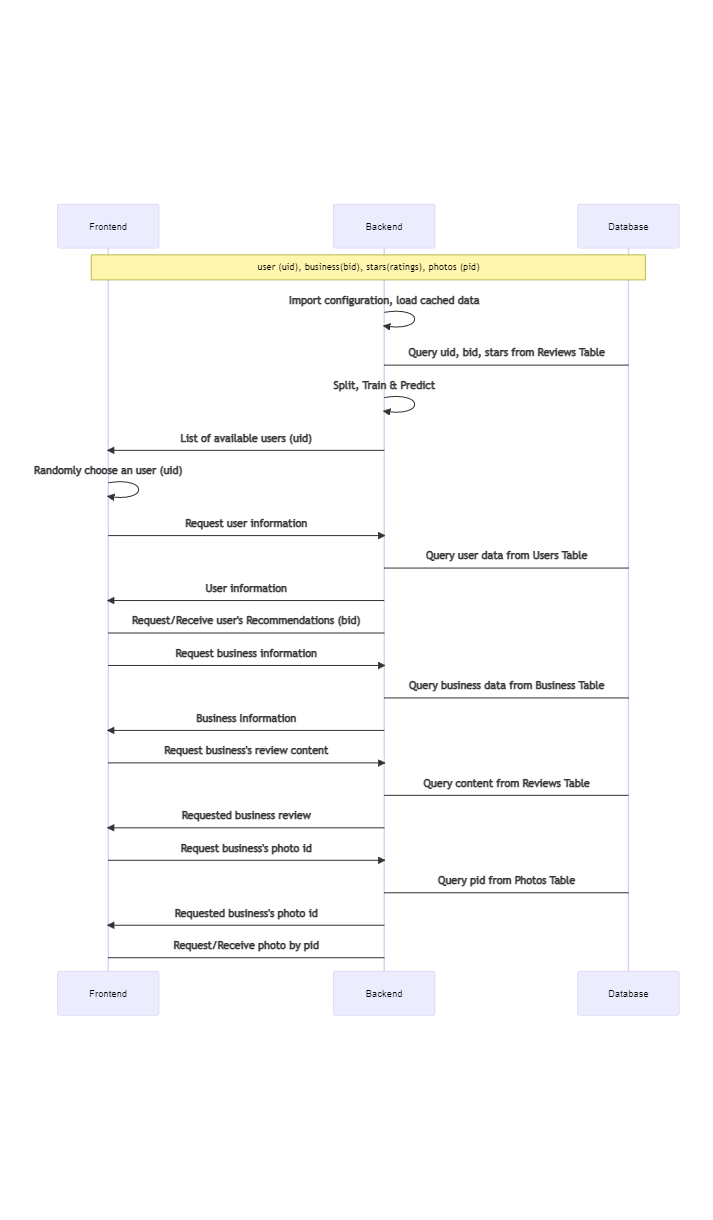 Frontend
Backend
Database
user (uid), business(bid), stars(ratings), photos (pid)
Import configuration, load cached data
Query uid, bid, stars from Reviews Table
Split, Train & Predict
List of available users (uid)
Randomly choose an user (uid)
Request user information
Query user data from Users Table
User information
Request/Receive user's Recommendations (bid)
Request business information
Query business data from Business Table
Business Information
Request business's review content
Query content from Reviews Table
Requested business review
Request business's photo id
Query pid from Photos Table
Requested business's photo id
Request/Receive photo by pid
Frontend
Backend
Database